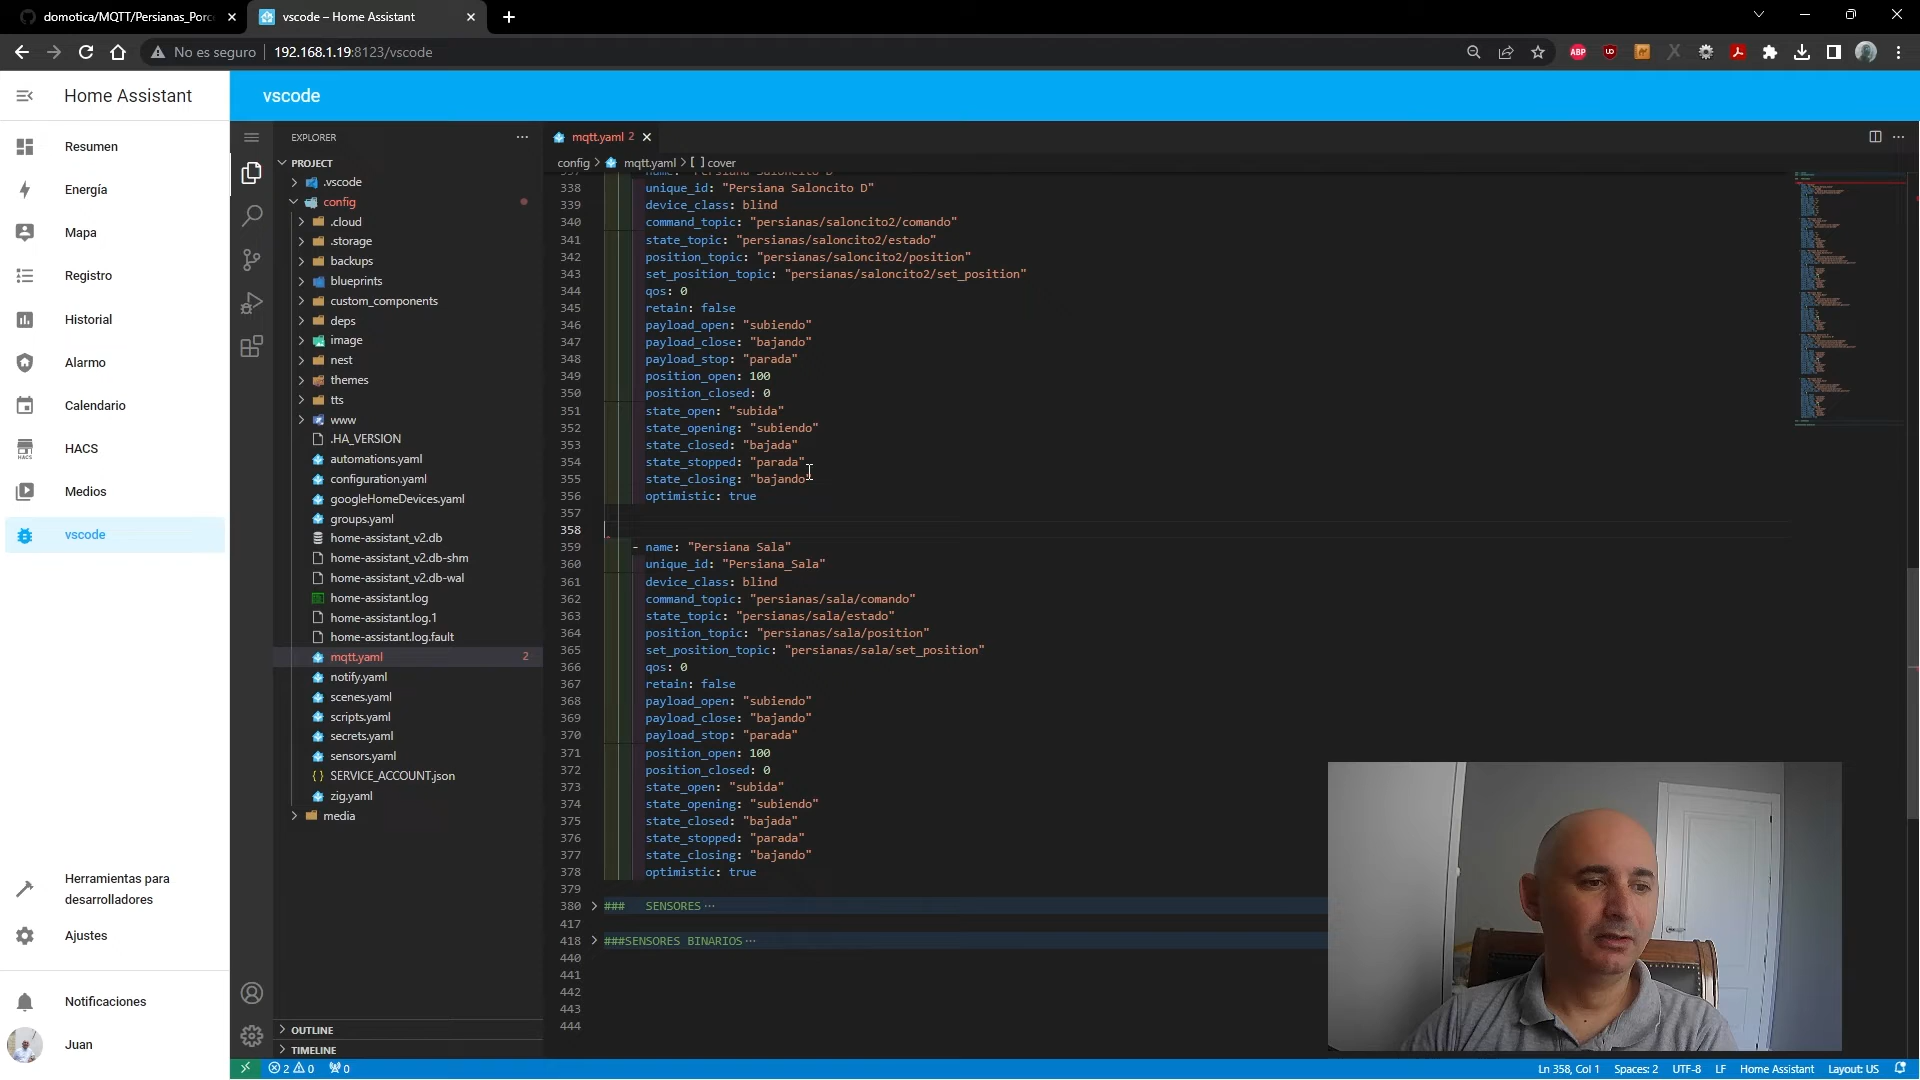 domotica/MQTT/Persianas_Porc
vscode – Home Assistant
No es seguro
192.168.1.19:8123/vscode
Home Assistant
vscode
Resumen
Energía
Mapa
Registro
Historial
Alarmo
Calendario
HACS
Medios
vscode
Herramientas para
desarrolladores
Ajustes
Notificaciones
Juan
EXPLORER
PROJECT
.vscode
config
.cloud
.storage
backups
blueprints
custom_components
deps
image
nest
themes
tts
www
.HA_VERSION
automations.yaml
configuration.yaml
googleHomeDevices.yaml
groups.yaml
home-assistant_v2.db
home-assistant_v2.db-shm
home-assistant_v2.db-wal
home-assistant.log
home-assistant.log.1
home-assistant.log.fault
mqtt.yaml 2
notify.yaml
scenes.yaml
scripts.yaml
secrets.yaml
sensors.yaml
SERVICE_ACCOUNT.json
zig.yaml
media
OUTLINE
TIMELINE
mqtt.yaml 2
config > mqtt.yaml > [ ] cover
337 name: "Persiana Saloncito D"
338 unique_id: "Persiana Saloncito D"
339 device_class: blind
340 command_topic: "persianas/saloncito2/comando"
341 state_topic: "persianas/saloncito2/estado"
342 position_topic: "persianas/saloncito2/position"
343 set_position_topic: "persianas/saloncito2/set_position"
344 qos: 0
345 retain: false
346 payload_open: "subiendo"
347 payload_close: "bajando"
348 payload_stop: "parada"
349 position_open: 100
350 position_closed: 0
351 state_open: "subida"
352 state_opening: "subiendo"
353 state_closed: "bajada"
354 state_stopped: "parada"
355 state_closing: "bajando"
356 optimistic: true
357
358
359 - name: "Persiana Sala"
360 unique_id: "Persiana_Sala"
361 device_class: blind
362 command_topic: "persianas/sala/comando"
363 state_topic: "persianas/sala/estado"
364 position_topic: "persianas/sala/position"
365 set_position_topic: "persianas/sala/set_position"
366 qos: 0
367 retain: false
368 payload_open: "subiendo"
369 payload_close: "bajando"
370 payload_stop: "parada"
371 position_open: 100
372 position_closed: 0
373 state_open: "subida"
374 state_opening: "subiendo"
375 state_closed: "bajada"
376 state_stopped: "parada"
377 state_closing: "bajando"
378 optimistic: true
379
380 ### SENSORES ···
417
418 ###SENSORES BINARIOS ···
440
441
442
443
444
2 0 0
Ln 358, Col 1
Spaces: 2
UTF-8
LF
Home Assistant
Layout: US